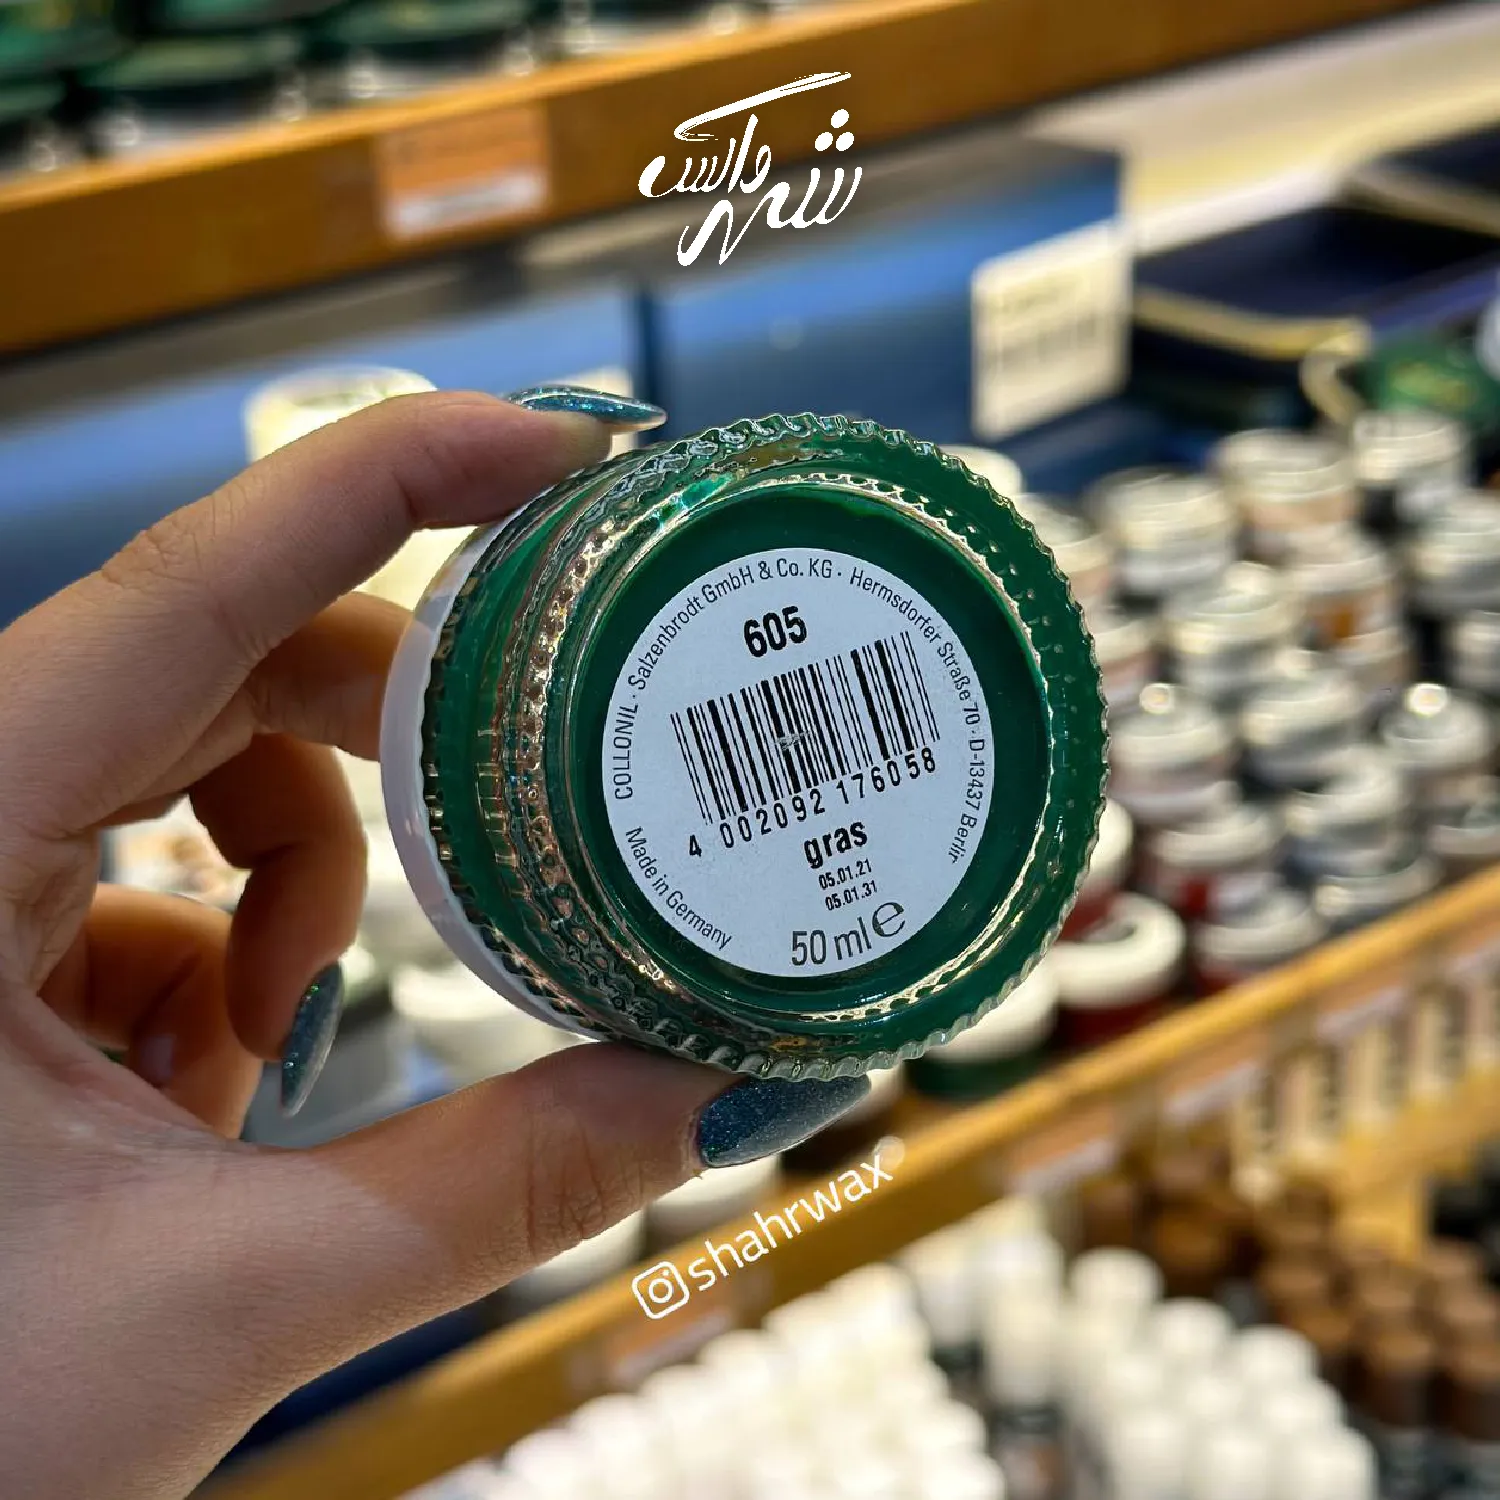 شهر واکس
COLLONIL · Salzenbrodt GmbH & Co. KG · Hermsdorfer Straße 70 · D-13437 Berlin
605
4 002092 176058
gras
05.01.21
05.01.31
50 ml e
Made in Germany
@shahrwax